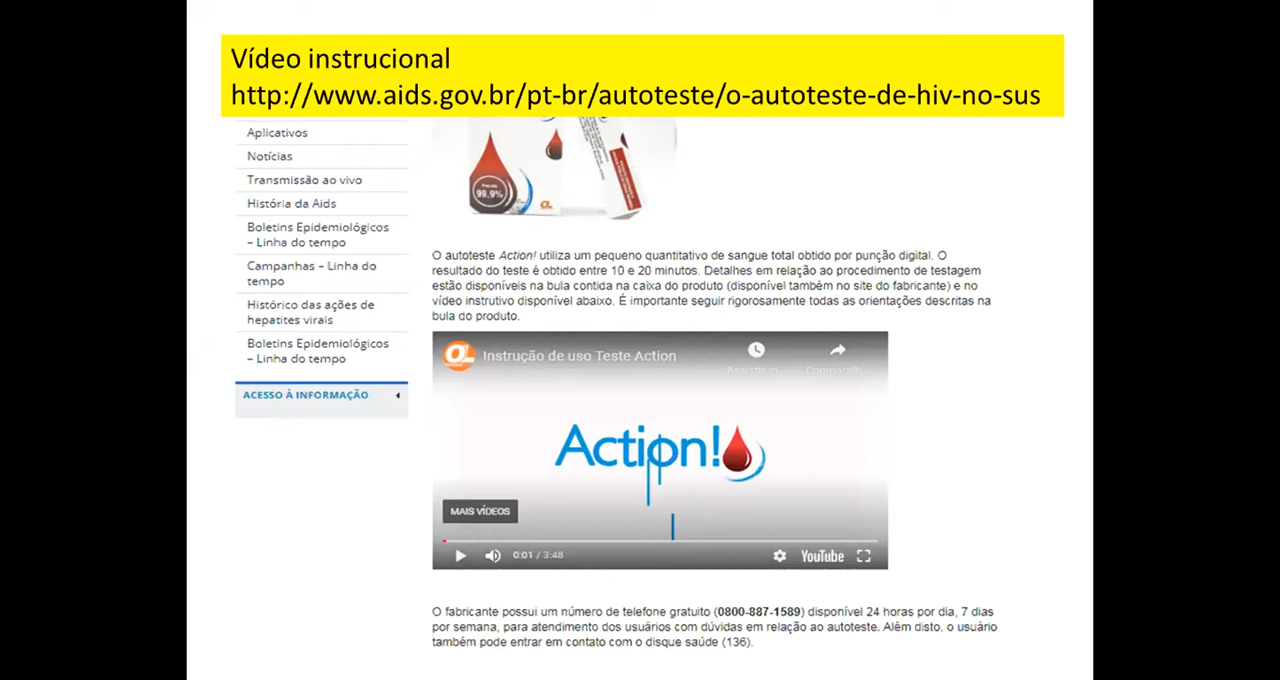 Vídeo instrucional
http://www.aids.gov.br/pt-br/autoteste/o-autoteste-de-hiv-no-sus
Aplicativos
Notícias
Transmissão ao vivo
História da Aids
Boletins Epidemiológicos
– Linha do tempo
Campanhas – Linha do
tempo
Histórico das ações de
hepatites virais
Boletins Epidemiológicos
– Linha do tempo
ACESSO À INFORMAÇÃO
99,9%
O autoteste Action! utiliza um pequeno quantitativo de sangue total obtido por punção digital. O
resultado do teste é obtido entre 10 e 20 minutos. Detalhes em relação ao procedimento de testagem
estão disponíveis na bula contida na caixa do produto (disponível também no site do fabricante) e no
vídeo instrutivo disponível abaixo. É importante seguir rigorosamente todas as orientações descritas na
bula do produto.
Instrução de uso Teste Action
Assistir m...
Compartilh...
Action!
MAIS VÍDEOS
0:01 / 3:48
YouTube
O fabricante possui um número de telefone gratuito (0800-887-1589) disponível 24 horas por dia, 7 dias
por semana, para atendimento dos usuários com dúvidas em relação ao autoteste. Além disto, o usuário
também pode entrar em contato com o disque saúde (136).